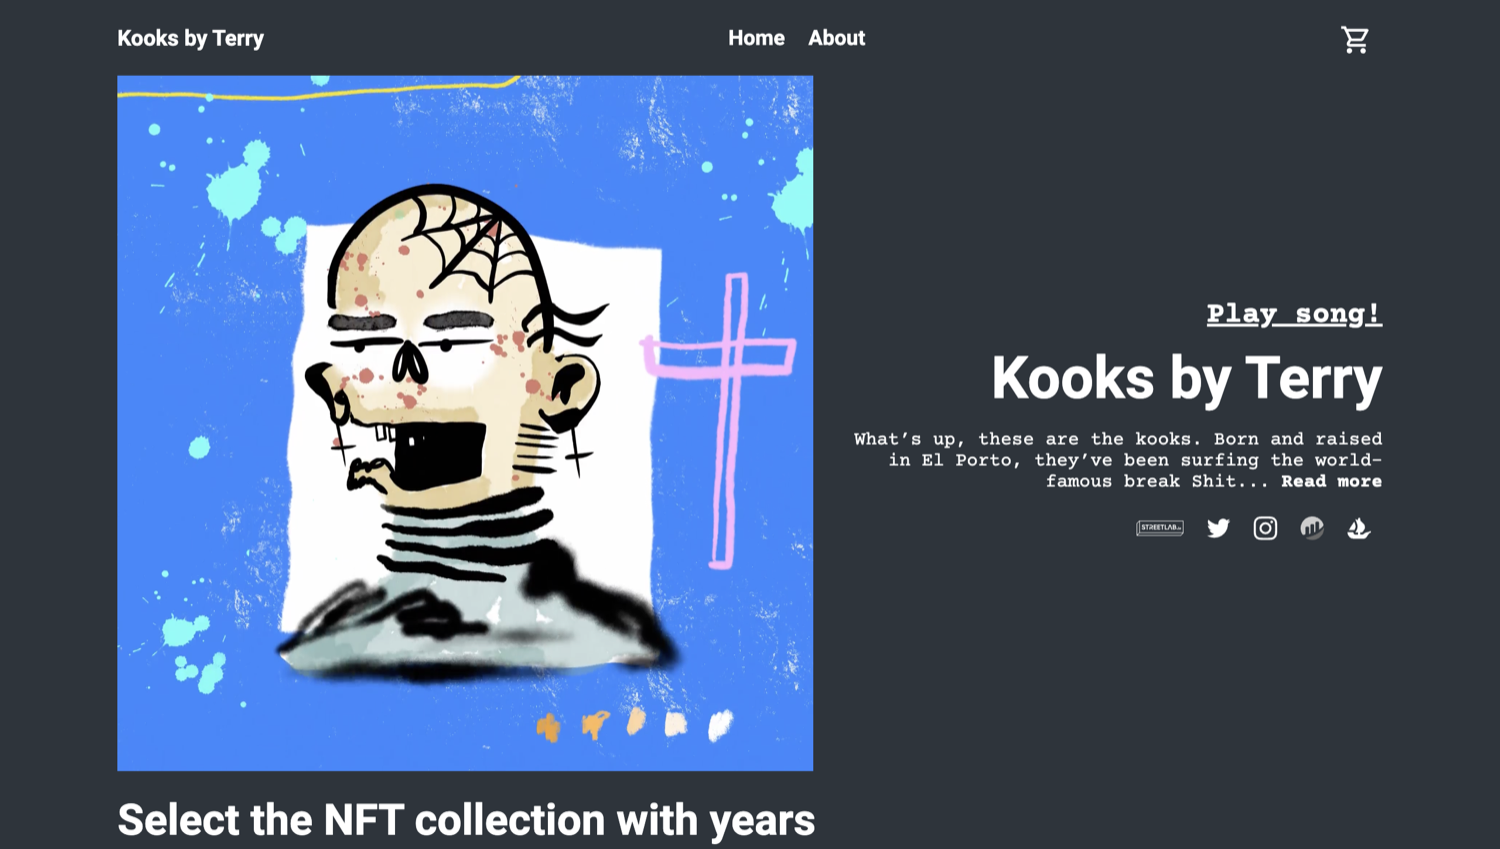 Kooks by Terry
Home About
Play song!
Kooks by Terry
What's up, these are the kooks. Born and raised
in El Porto, they've been surfing the world-
famous break Shit... Read more
STREETLAB
Select the NFT collection with years